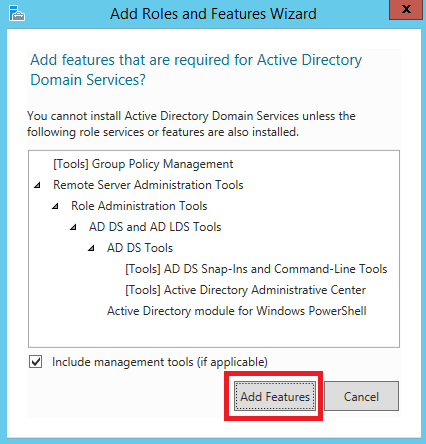 Add Roles and Features Wizard
x
Add features that are required for Active Directory
Domain Services?
You cannot install Active Directory Domain Services unless the
following role services or features are also installed.
[Tools] Group Policy Management
Remote Server Administration Tools
Role Administration Tools
AD DS and AD LDS Tools
AD DS Tools
[Tools] AD DS Snap-Ins and Command-Line Tools
[Tools] Active Directory Administrative Center
Active Directory module for Windows PowerShell
Include management tools (if applicable)
Add Features Cancel